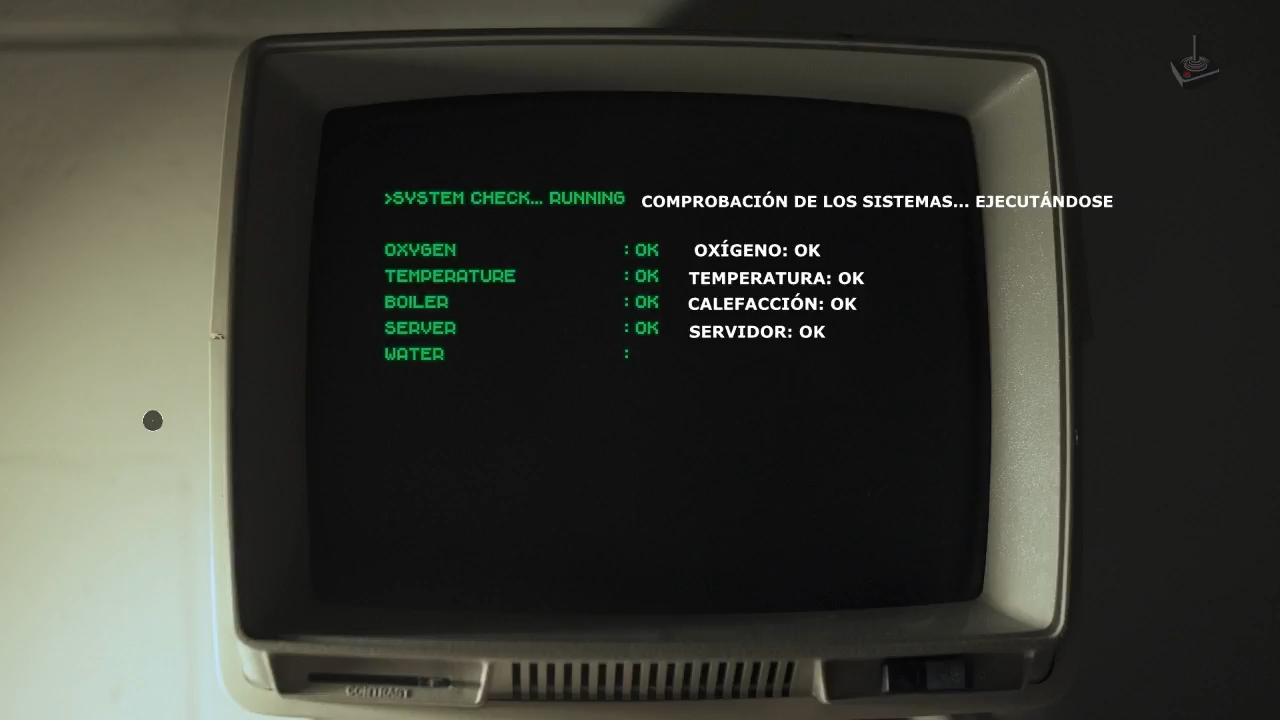 >SYSTEM CHECK... RUNNING COMPROBACIÓN DE LOS SISTEMAS... EJECUTÁNDOSE
OXYGEN : OK OXÍGENO: OK
TEMPERATURE : OK TEMPERATURA: OK
BOILER : OK CALEFACCIÓN: OK
SERVER : OK SERVIDOR: OK
WATER :
CONTRAST